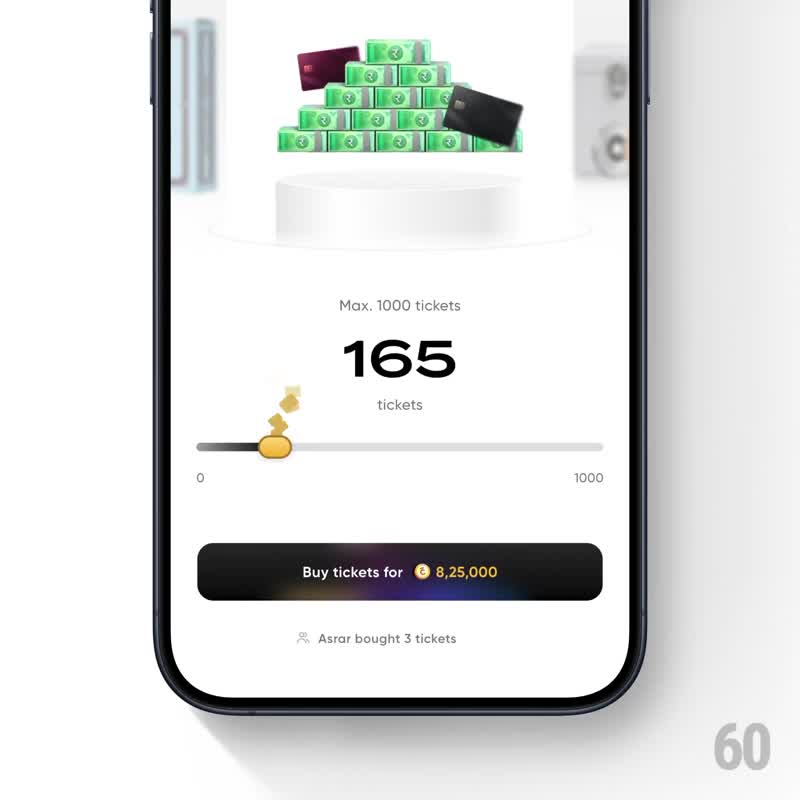 Max. 1000 tickets
165
tickets
0
1000
Buy tickets for 8,25,000
Asrar bought 3 tickets
60